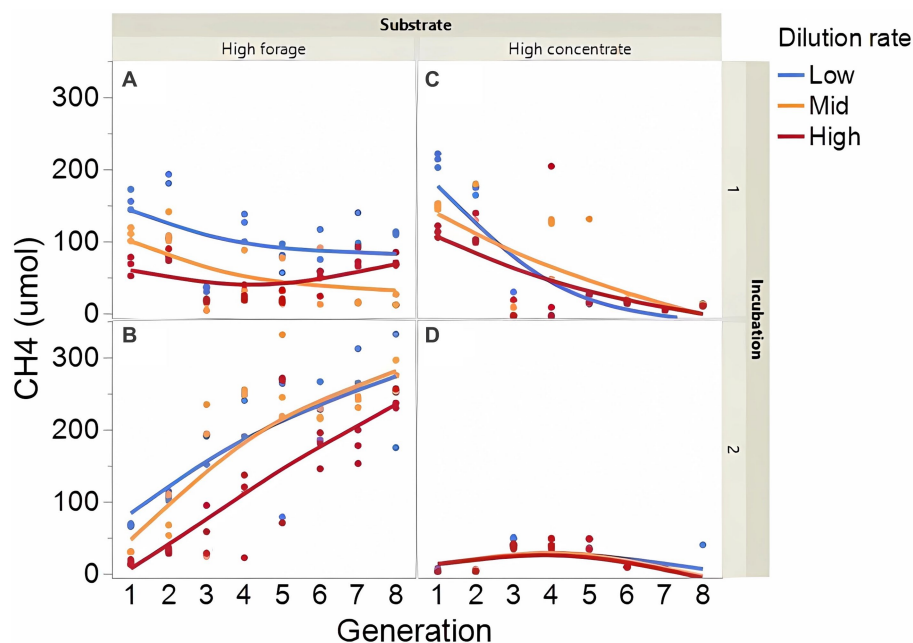 Substrate
High forage High concentrate
Dilution rate
Low
Mid
High
A C
300
200
100
0
1
B D
300
200
100
0
2
CH4 (umol)
Incubation
1 2 3 4 5 6 7 8 1 2 3 4 5 6 7 8
Generation